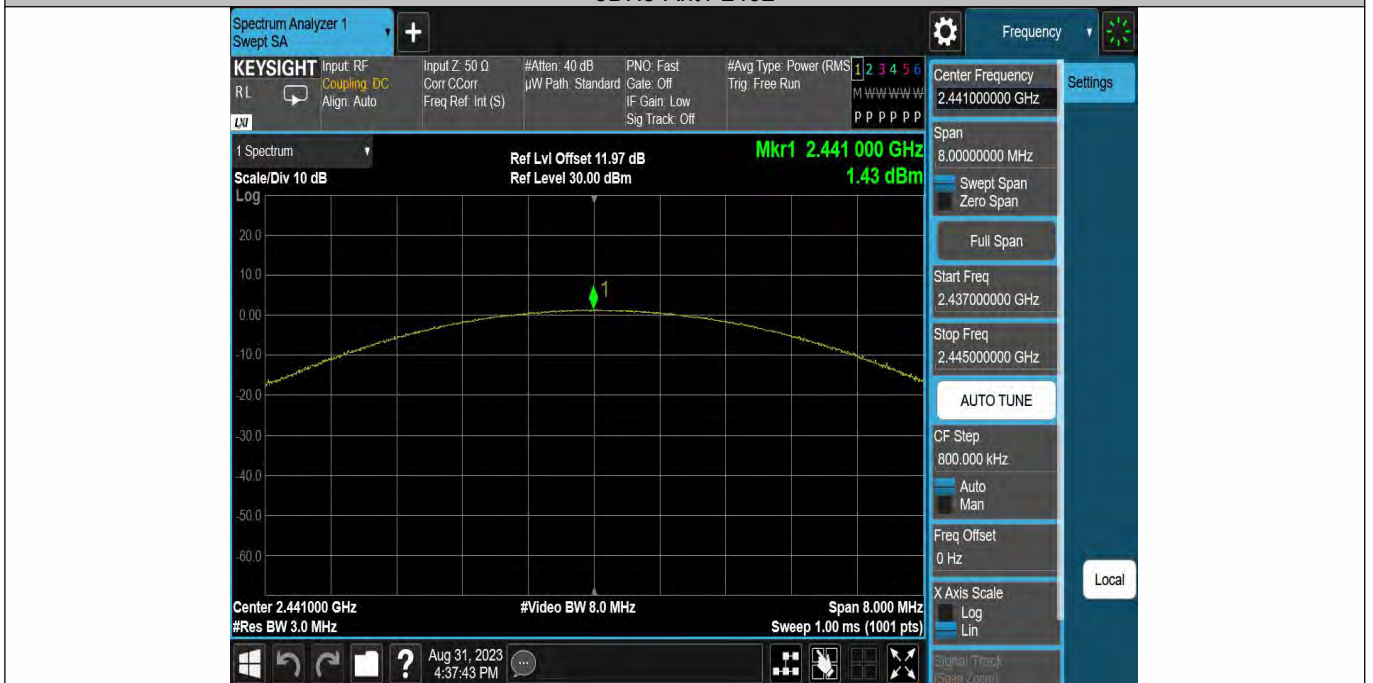 Spectrum Analyzer 1
Swept SA
Frequency
KEYSIGHT
RL
LXI
Input: RF
Coupling: DC
Align: Auto
Input Z: 50 Ω
Corr CCorr
Freq Ref: Int (S)
#Atten: 40 dB
µW Path: Standard
PNO: Fast
Gate: Off
IF Gain: Low
Sig Track: Off
#Avg Type: Power (RMS
Trig: Free Run
1 2 3 4 5 6
M W W W W W
P P P P P P
1 Spectrum
Scale/Div 10 dB
Ref Lvl Offset 11.97 dB
Ref Level 30.00 dBm
Mkr1 2.441 000 GHz
1.43 dBm
Log
20.0
10.0
0.00
-10.0
-20.0
-30.0
-40.0
-50.0
-60.0
1
Center 2.441000 GHz
#Res BW 3.0 MHz
#Video BW 8.0 MHz
Span 8.000 MHz
Sweep 1.00 ms (1001 pts)
Center Frequency
2.441000000 GHz
Settings
Span
8.00000000 MHz
Swept Span
Zero Span
Full Span
Start Freq
2.437000000 GHz
Stop Freq
2.445000000 GHz
AUTO TUNE
CF Step
800.000 kHz
Auto
Man
Freq Offset
0 Hz
X Axis Scale
Log
Lin
Local
Signal Track
(Span Zoom)
?
Aug 31, 2023
4:37:43 PM